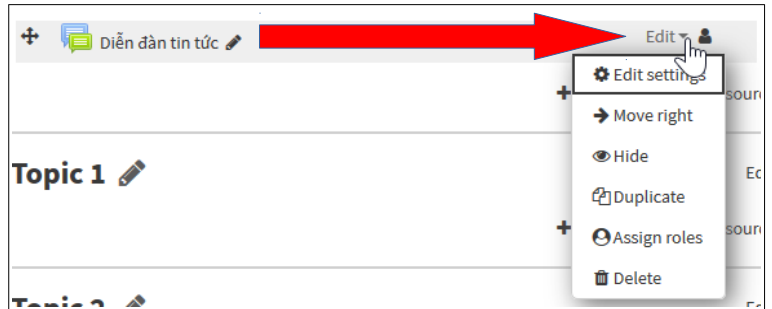 Diễn đàn tin tức
Edit
Edit settings
Move right
Topic 1
Hide
Duplicate
Assign roles
Delete
Topic 2